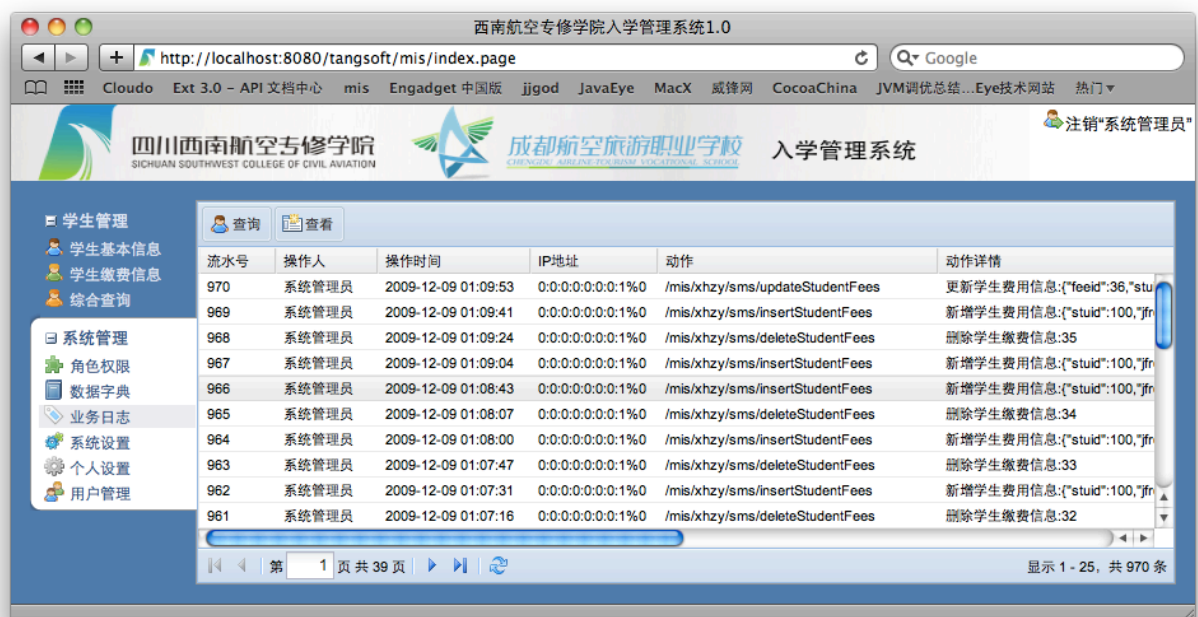 西南航空专修学院入学管理系统1.0
http://localhost:8080/tangsoft/mis/index.page
Google
Cloudo Ext 3.0 – API 文档中心 mis Engadget 中国版 jjgod JavaEye MacX 威锋网 CocoaChina JVM调优总结...Eye技术网站 热门
注销"系统管理员"
四川西南航空专修学院
SICHUAN SOUTHWEST COLLEGE OF CIVIL AVIATION
成都航空旅游职业学校
CHENGDU AIRLINE TOURISM VOCATIONAL SCHOOL
入学管理系统
学生管理
学生基本信息
学生缴费信息
综合查询
系统管理
角色权限
数据字典
业务日志
系统设置
个人设置
用户管理
查询 查看
流水号 操作人 操作时间 IP地址 动作 动作详情
970 系统管理员 2009-12-09 01:09:53 0:0:0:0:0:0:0:1%0 /mis/xhzy/sms/updateStudentFees 更新学生费用信息:{"feeid":36,"stu
969 系统管理员 2009-12-09 01:09:41 0:0:0:0:0:0:0:1%0 /mis/xhzy/sms/insertStudentFees 新增学生费用信息:{"stuid":100,"jfr
968 系统管理员 2009-12-09 01:09:24 0:0:0:0:0:0:0:1%0 /mis/xhzy/sms/deleteStudentFees 删除学生缴费信息:35
967 系统管理员 2009-12-09 01:09:04 0:0:0:0:0:0:0:1%0 /mis/xhzy/sms/insertStudentFees 新增学生费用信息:{"stuid":100,"jfr
966 系统管理员 2009-12-09 01:08:43 0:0:0:0:0:0:0:1%0 /mis/xhzy/sms/insertStudentFees 新增学生费用信息:{"stuid":100,"jfr
965 系统管理员 2009-12-09 01:08:07 0:0:0:0:0:0:0:1%0 /mis/xhzy/sms/deleteStudentFees 删除学生缴费信息:34
964 系统管理员 2009-12-09 01:08:00 0:0:0:0:0:0:0:1%0 /mis/xhzy/sms/insertStudentFees 新增学生费用信息:{"stuid":100,"jfr
963 系统管理员 2009-12-09 01:07:47 0:0:0:0:0:0:0:1%0 /mis/xhzy/sms/deleteStudentFees 删除学生缴费信息:33
962 系统管理员 2009-12-09 01:07:31 0:0:0:0:0:0:0:1%0 /mis/xhzy/sms/insertStudentFees 新增学生费用信息:{"stuid":100,"jfr
961 系统管理员 2009-12-09 01:07:16 0:0:0:0:0:0:0:1%0 /mis/xhzy/sms/deleteStudentFees 删除学生缴费信息:32
第 1 页 共 39 页 显示 1 - 25，共 970 条